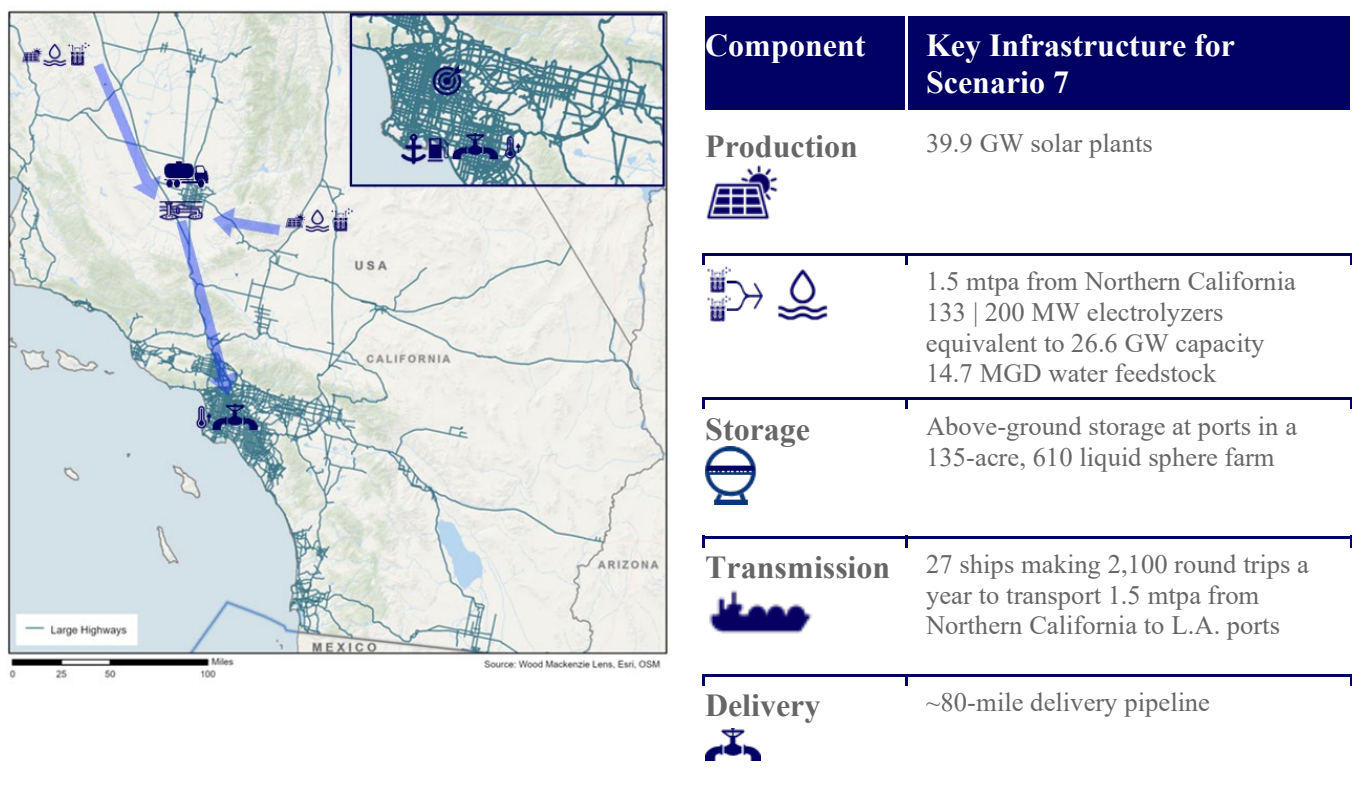 USA
CALIFORNIA
ARIZONA
MEXICO
Large Highways
Miles
0 25 50 100
Source: Wood Mackenzie Lens, Esri, OSM
Component
Key Infrastructure for
Scenario 7
Production
39.9 GW solar plants
1.5 mtpa from Northern California
133 | 200 MW electrolyzers
equivalent to 26.6 GW capacity
14.7 MGD water feedstock
Storage
Above-ground storage at ports in a
135-acre, 610 liquid sphere farm
Transmission
27 ships making 2,100 round trips a
year to transport 1.5 mtpa from
Northern California to L.A. ports
Delivery
~80-mile delivery pipeline